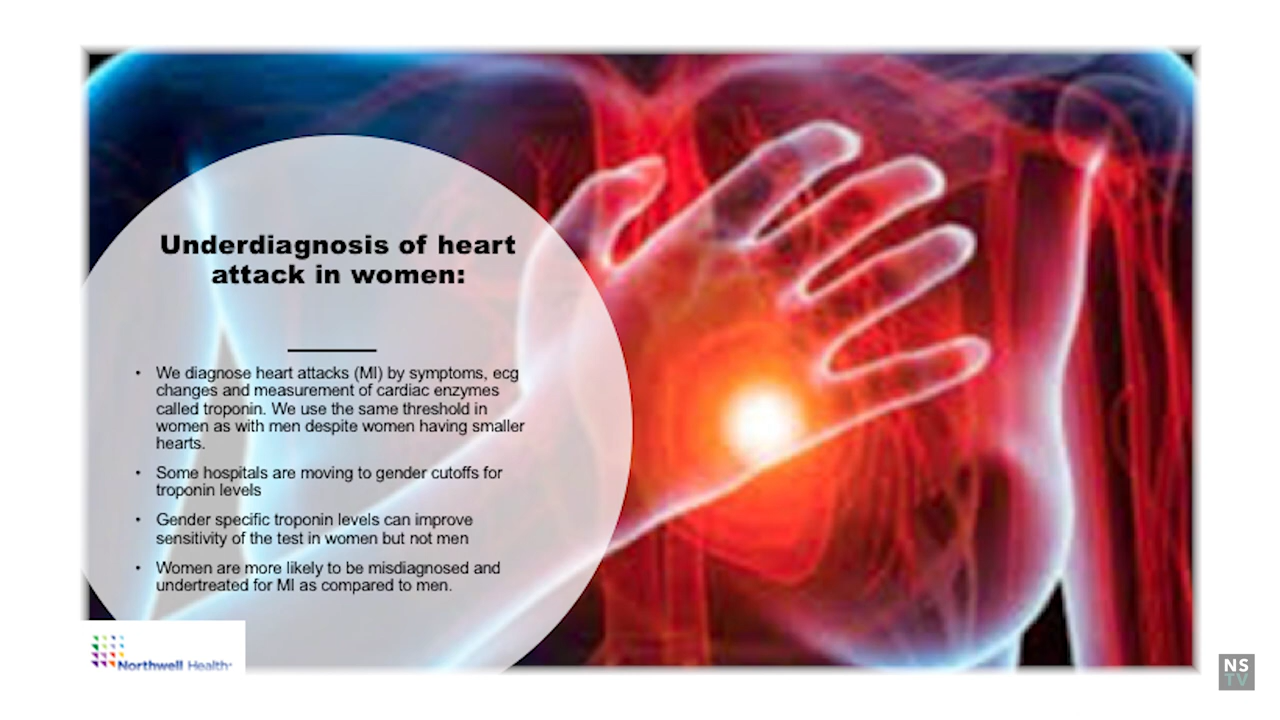 Underdiagnosis of heart
attack in women:
• We diagnose heart attacks (MI) by symptoms, ecg
changes and measurement of cardiac enzymes
called troponin. We use the same threshold in
women as with men despite women having smaller
hearts.
• Some hospitals are moving to gender cutoffs for
troponin levels
• Gender specific troponin levels can improve
sensitivity of the test in women but not men
• Women are more likely to be misdiagnosed and
undertreated for MI as compared to men.
Northwell Health
NS
TV